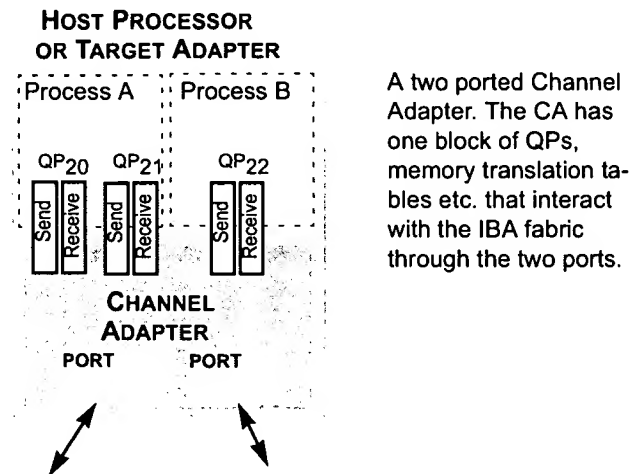 HOST PROCESSOR
OR TARGET ADAPTER
Process A
Process B
QP20
QP21
QP22
Send
Receive
Send
Receive
Send
Receive
CHANNEL
ADAPTER
PORT
PORT
A two ported Channel
Adapter. The CA has
one block of QPs,
memory translation ta-
bles etc. that interact
with the IBA fabric
through the two ports.